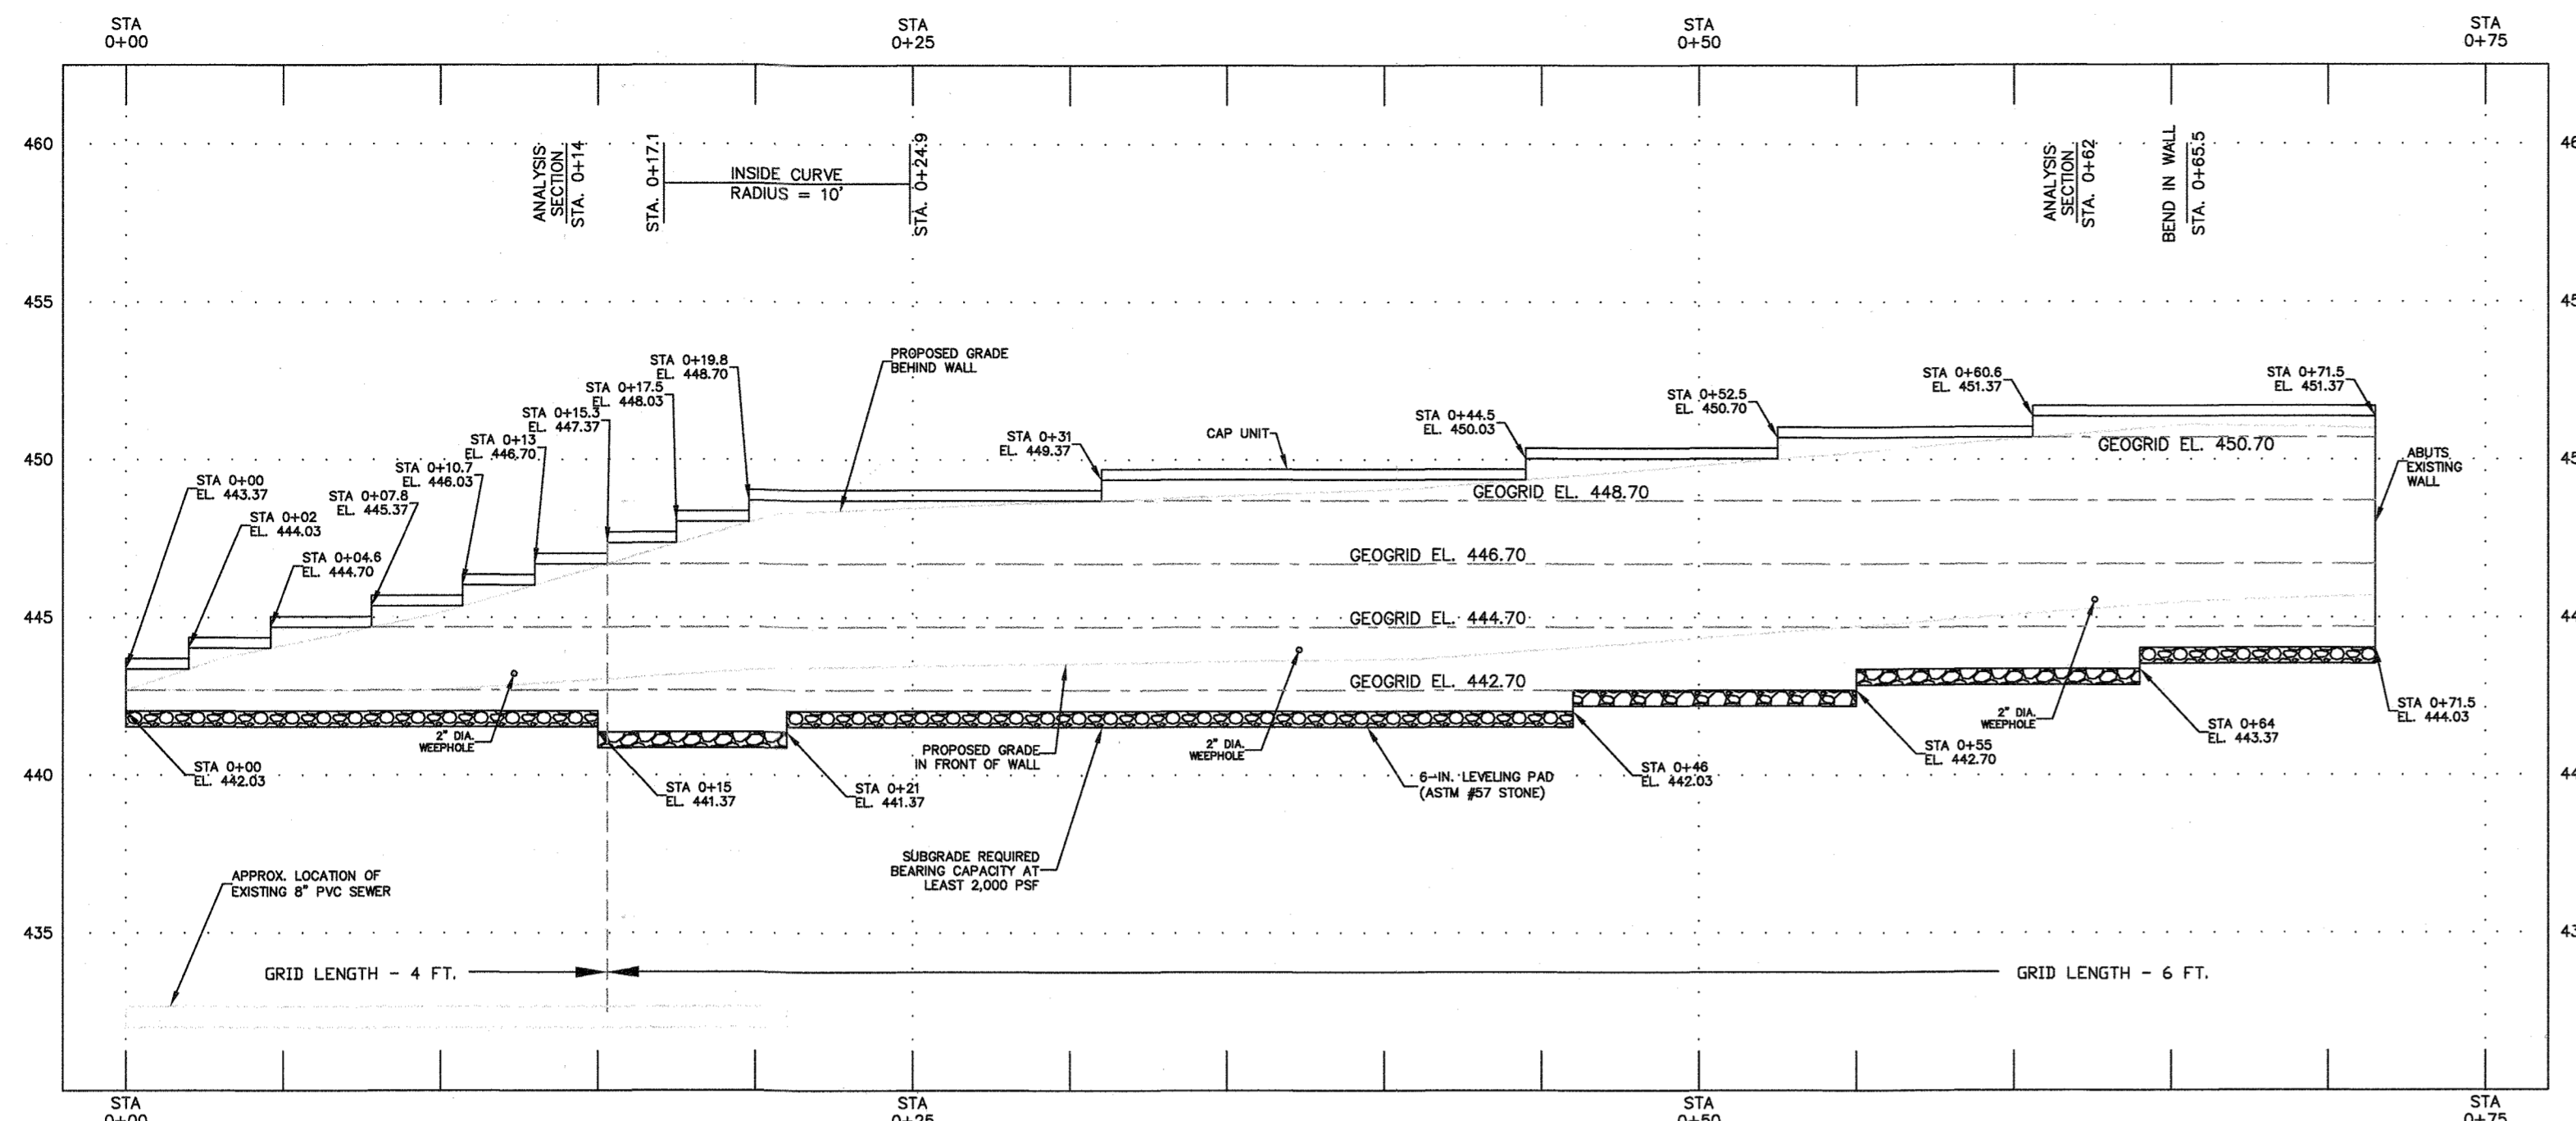 STA
0+00
STA
0+25
STA
0+50
STA
0+75
460
455
450
445
440
435
ANALYSIS
SECTION
STA. 0+14
STA. 0+17.1
INSIDE CURVE
RADIUS = 10'
STA. 0+24.9
ANALYSIS
SECTION
STA. 0+62
BEND IN WALL
STA. 0+65.5
STA 0+00
EL. 443.37
STA 0+02
EL. 444.03
STA 0+04.6
EL. 444.70
STA 0+07.8
EL. 445.37
STA 0+10.7
EL. 446.03
STA 0+13
EL. 446.70
STA 0+15.3
EL. 447.37
STA 0+17.5
EL. 448.03
STA 0+19.8
EL. 448.70
PROPOSED GRADE
BEHIND WALL
STA 0+31
EL. 449.37
CAP UNIT
STA 0+44.5
EL. 450.03
STA 0+52.5
EL. 450.70
STA 0+60.6
EL. 451.37
STA 0+71.5
EL. 451.37
GEOGRID EL. 450.70
GEOGRID EL. 448.70
GEOGRID EL. 446.70
GEOGRID EL. 444.70
GEOGRID EL. 442.70
ABUTS
EXISTING
WALL
STA 0+00
EL. 442.03
2" DIA.
WEEPHOLE
STA 0+15
EL. 441.37
STA 0+21
EL. 441.37
PROPOSED GRADE
IN FRONT OF WALL
2" DIA.
WEEPHOLE
6-IN. LEVELING PAD
(ASTM #57 STONE)
STA 0+46
EL. 442.03
STA 0+55
EL. 442.70
2" DIA.
WEEPHOLE
STA 0+64
EL. 443.37
STA 0+71.5
EL. 444.03
SUBGRADE REQUIRED
BEARING CAPACITY AT
LEAST 2,000 PSF
APPROX. LOCATION OF
EXISTING 8" PVC SEWER
GRID LENGTH - 4 FT.
GRID LENGTH - 6 FT.
STA
0+00
STA
0+25
STA
0+50
STA
0+75